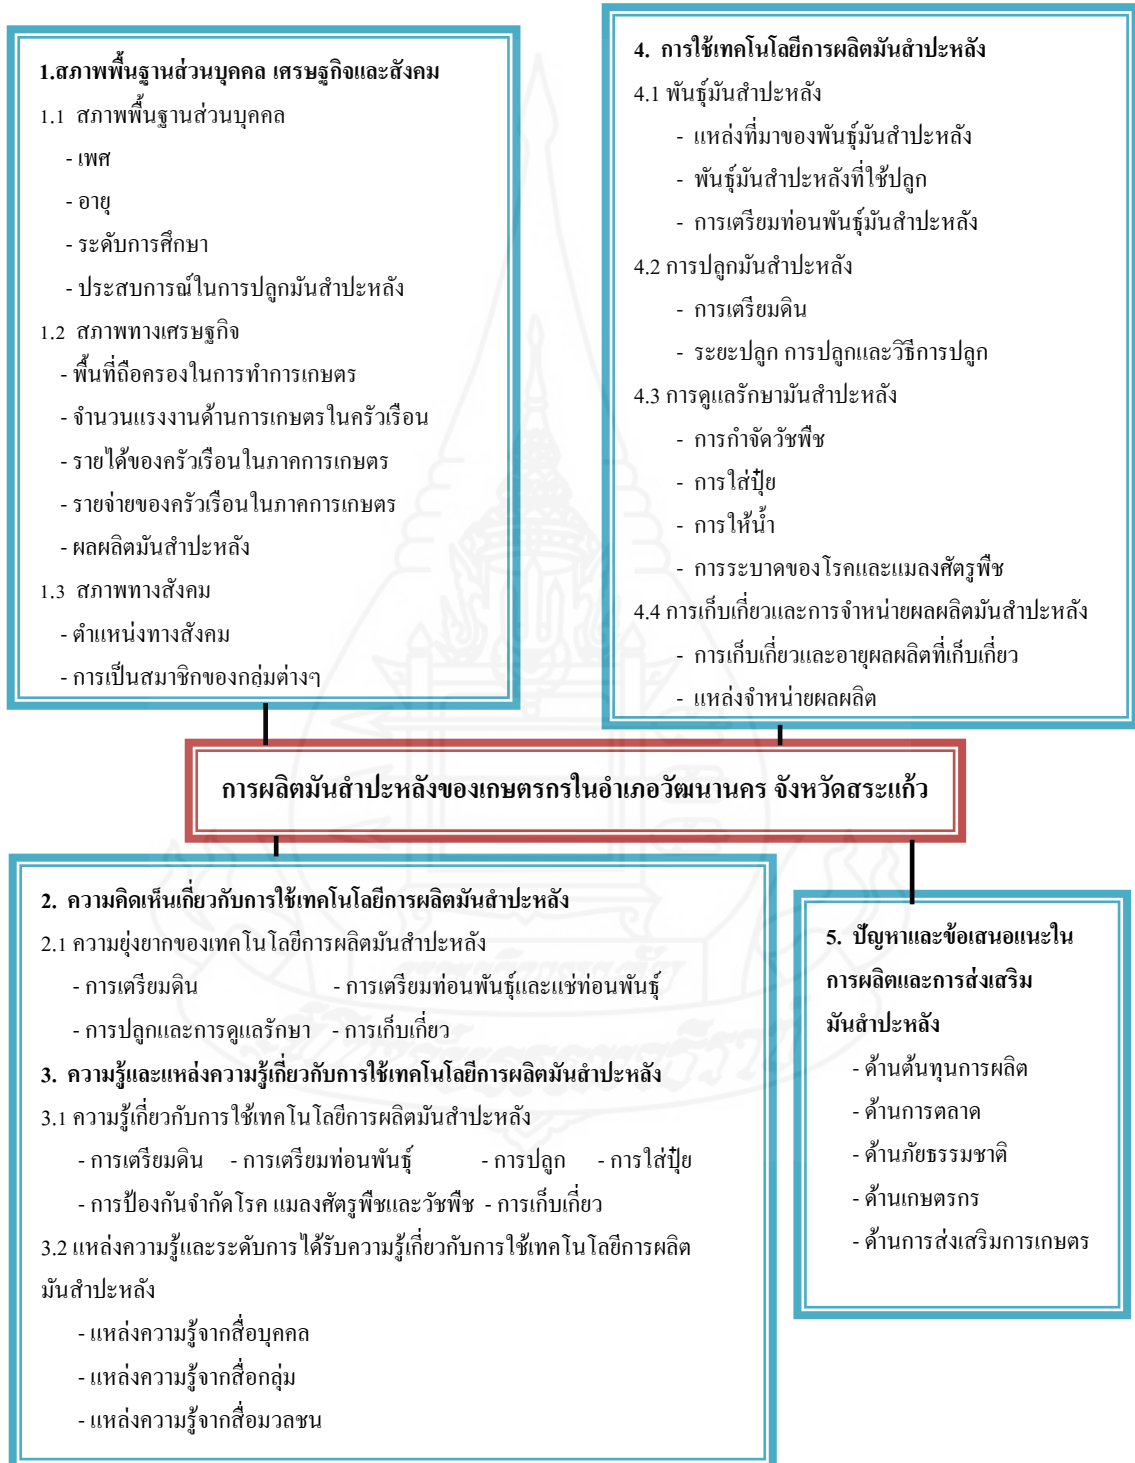 1.สภาพพื้นฐานส่วนบุคคล เศรษฐกิจและสังคม
1.1 สภาพพื้นฐานส่วนบุคคล
- เพศ
- อายุ
- ระดับการศึกษา
- ประสบการณ์ในการปลูกมันสำปะหลัง
1.2 สภาพทางเศรษฐกิจ
- พื้นที่ถือครองในการทำการเกษตร
- จำนวนแรงงานด้านการเกษตรในครัวเรือน
- รายได้ของครัวเรือนในภาคการเกษตร
- รายจ่ายของครัวเรือนในภาคการเกษตร
- ผลผลิตมันสำปะหลัง
1.3 สภาพทางสังคม
- ตำแหน่งทางสังคม
- การเป็นสมาชิกของกลุ่มต่างๆ
4. การใช้เทคโนโลยีการผลิตมันสำปะหลัง
4.1 พันธุ์มันสำปะหลัง
- แหล่งที่มาของพันธุ์มันสำปะหลัง
- พันธุ์มันสำปะหลังที่ใช้ปลูก
- การเตรียมท่อนพันธุ์มันสำปะหลัง
4.2 การปลูกมันสำปะหลัง
- การเตรียมดิน
- ระยะปลูก การปลูกและวิธีการปลูก
4.3 การดูแลรักษามันสำปะหลัง
- การกำจัดวัชพืช
- การใส่ปุ๋ย
- การให้น้ำ
- การระบาดของโรคและแมลงศัตรูพืช
4.4 การเก็บเกี่ยวและการจำหน่ายผลผลิตมันสำปะหลัง
- การเก็บเกี่ยวและอายุผลผลิตที่เก็บเกี่ยว
- แหล่งจำหน่ายผลผลิต
การผลิตมันสำปะหลังของเกษตรกรในอำเภอวัฒนานคร จังหวัดสระแก้ว
2. ความคิดเห็นเกี่ยวกับการใช้เทคโนโลยีการผลิตมันสำปะหลัง
2.1 ความยุ่งยากของเทคโนโลยีการผลิตมันสำปะหลัง
- การเตรียมดิน - การเตรียมท่อนพันธุ์และแช่ท่อนพันธุ์
- การปลูกและการดูแลรักษา - การเก็บเกี่ยว
3. ความรู้และแหล่งความรู้เกี่ยวกับการใช้เทคโนโลยีการผลิตมันสำปะหลัง
3.1 ความรู้เกี่ยวกับการใช้เทคโนโลยีการผลิตมันสำปะหลัง
- การเตรียมดิน - การเตรียมท่อนพันธุ์ - การปลูก - การใส่ปุ๋ย
- การป้องกันจำกัดโรค แมลงศัตรูพืชและวัชพืช - การเก็บเกี่ยว
3.2 แหล่งความรู้และระดับการได้รับความรู้เกี่ยวกับการใช้เทคโนโลยีการผลิต
มันสำปะหลัง
- แหล่งความรู้จากสื่อบุคคล
- แหล่งความรู้จากสื่อกลุ่ม
- แหล่งความรู้จากสื่อมวลชน
5. ปัญหาและข้อเสนอแนะใน
การผลิตและการส่งเสริม
มันสำปะหลัง
- ด้านต้นทุนการผลิต
- ด้านการตลาด
- ด้านภัยธรรมชาติ
- ด้านเกษตรกร
- ด้านการส่งเสริมการเกษตร